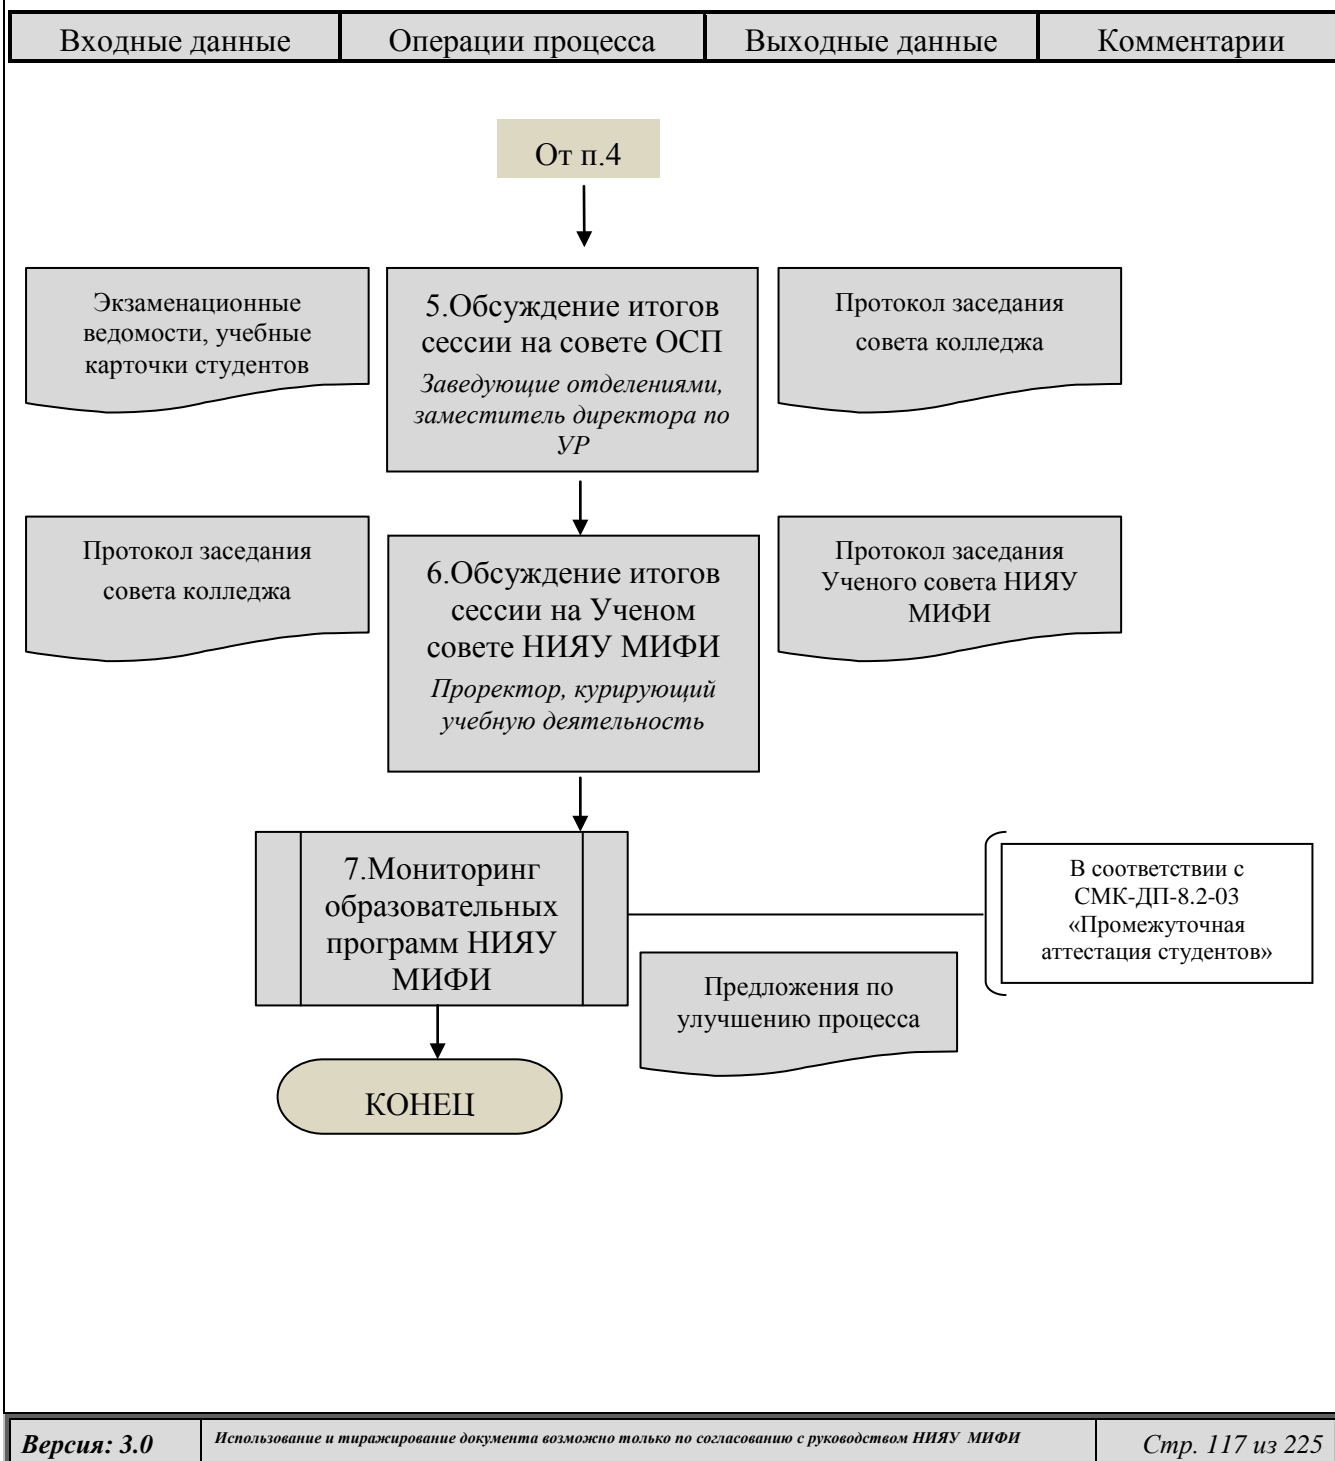 Входные данные
Операции процесса
Выходные данные
Комментарии
От п.4
Экзаменационные
ведомости, учебные
карточки студентов
5.Обсуждение итогов
сессии на совете ОСП
Заведующие отделениями,
заместитель директора по
УР
Протокол заседания
совета колледжа
Протокол заседания
совета колледжа
6.Обсуждение итогов
сессии на Ученом
совете НИЯУ МИФИ
Проректор, курирующий
учебную деятельность
Протокол заседания
Ученого совета НИЯУ
МИФИ
7.Мониторинг
образовательных
программ НИЯУ
МИФИ
В соответствии с
СМК-ДП-8.2-03
«Промежуточная
аттестация студентов»
Предложения по
улучшению процесса
КОНЕЦ
Версия: 3.0
Использование и тиражирование документа возможно только по согласованию с руководством НИЯУ МИФИ
Стр. 117 из 225